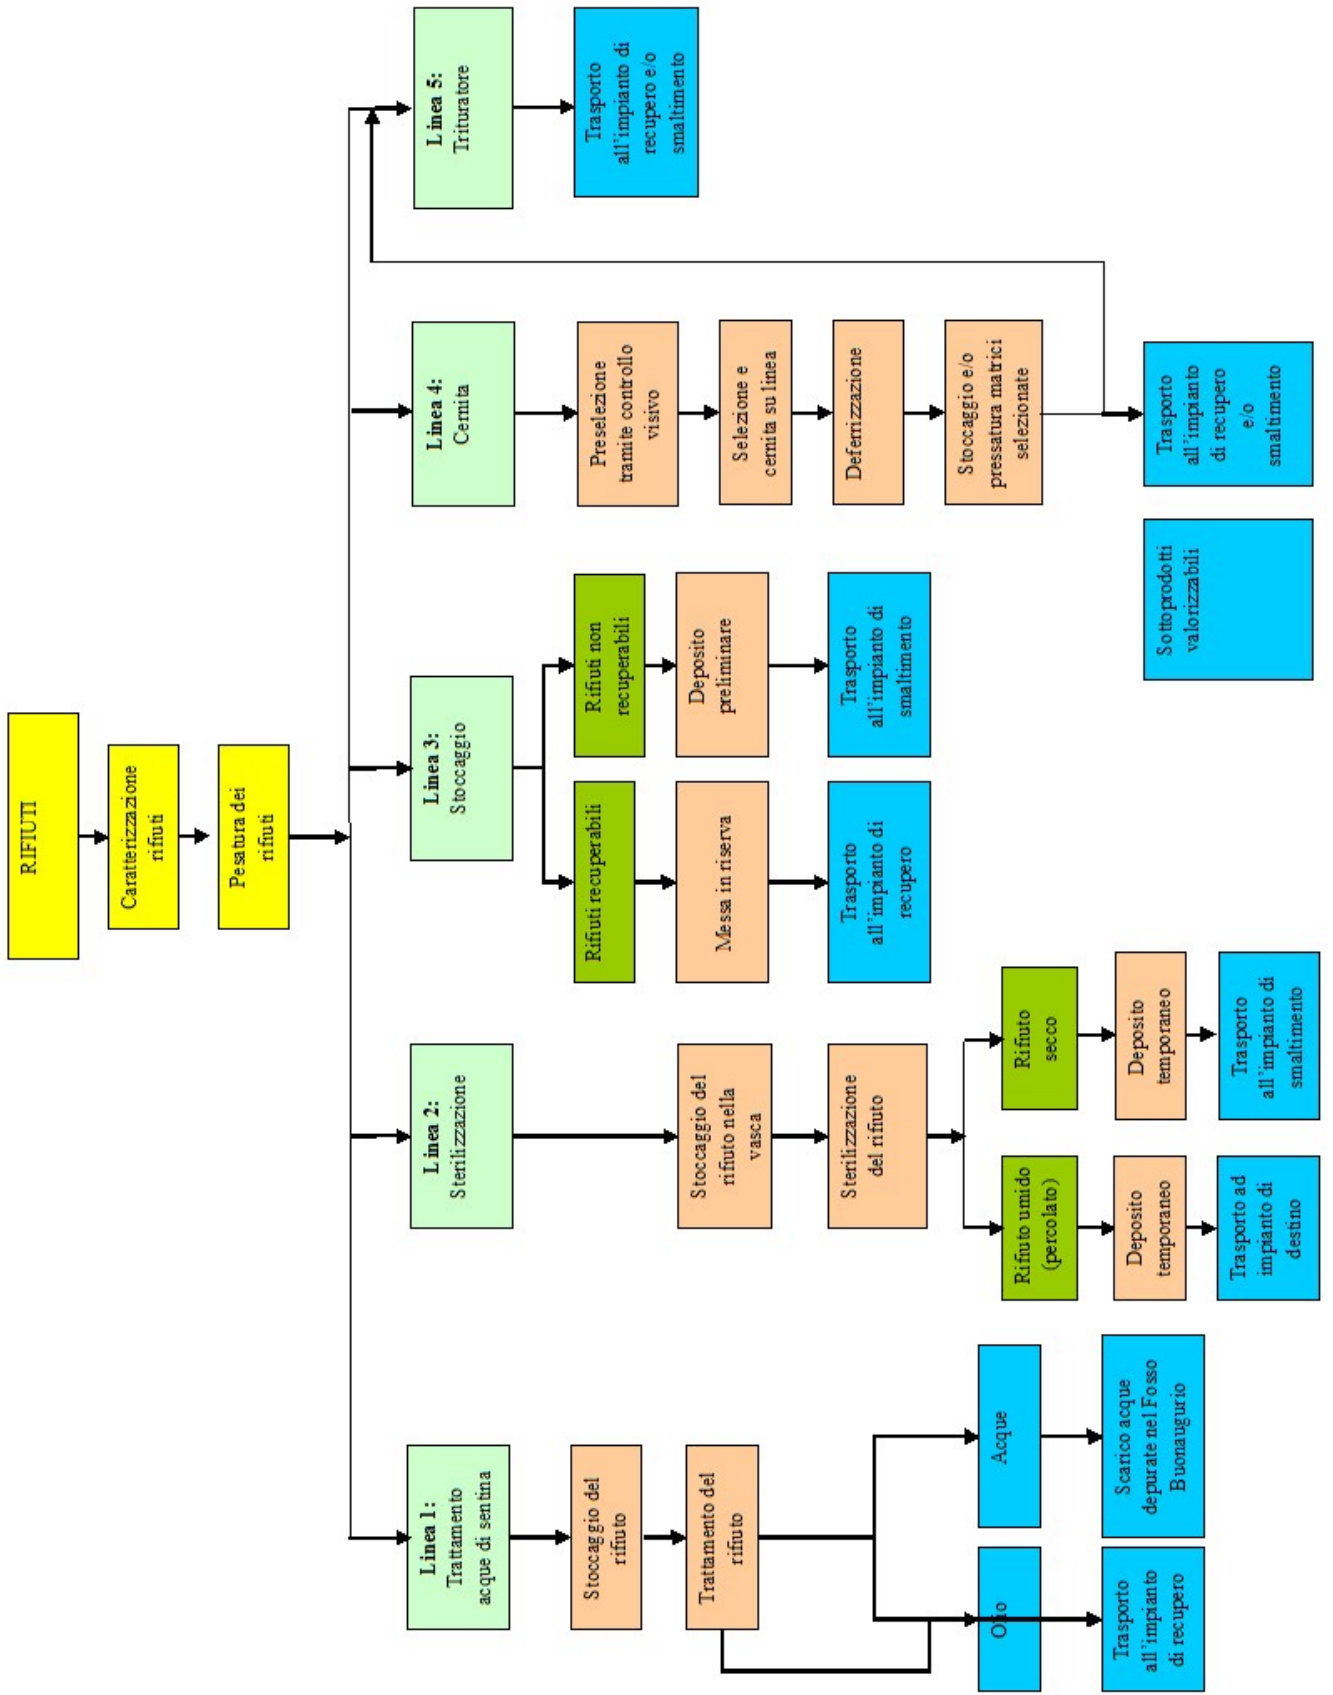 RIFIUTI
Caratterizzazione
rifiuti
Pesatura dei
rifiuti
Linea 1:
Trattamento
acque di sentina
Stoccaggio del
rifiuto
Trattamento del
rifiuto
Olio
Trasporto
all'impianto
di recupero
Acque
Scarico acque
depurate nel Fosso
Buonaugurio
Linea 2:
Sterilizzazione
Stoccaggio del
rifiuto nella
vasca
Sterilizzazione
del rifiuto
Rifiuto umido
(percolato)
Deposito
temporaneo
Trasporto ad
impianto di
destino
Rifiuto
secco
Deposito
temporaneo
Trasporto
all'impianto di
smaltimento
Linea 3:
Stoccaggio
Rifiuti recuperabili
Messa in riserva
Trasporto
all'impianto di
recupero
Rifiuti non
recuperabili
Deposito
preliminare
Trasporto
all'impianto di
smaltimento
Linea 4:
Cernita
Preselezione
tramite controllo
visivo
Selezione e
cernita su linea
Deferrizzazione
Stoccaggio e/o
pressatura matrici
selezionate
Sottoprodotti
valorizzabili
Trasporto
all'impianto
di recupero
e/o
smaltimento
Linea 5:
Trituratore
Trasporto
all'impianto di
recupero e/o
smaltimento